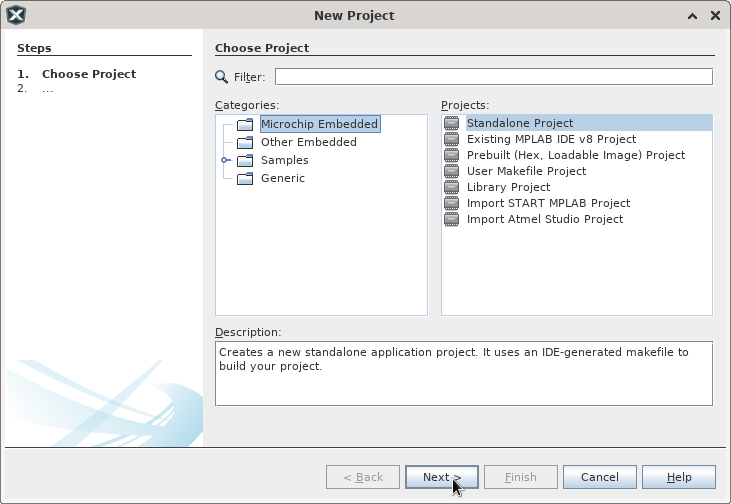 New Project
Steps
1. Choose Project
2. ...
Choose Project
Filter:
Categories:
Microchip Embedded
Other Embedded
Samples
Generic
Projects:
Standalone Project
Existing MPLAB IDE v8 Project
Prebuilt (Hex, Loadable Image) Project
User Makefile Project
Library Project
Import START MPLAB Project
Import Atmel Studio Project
Description:
Creates a new standalone application project. It uses an IDE-generated makefile to
build your project.
< Back
Next >
Finish
Cancel
Help